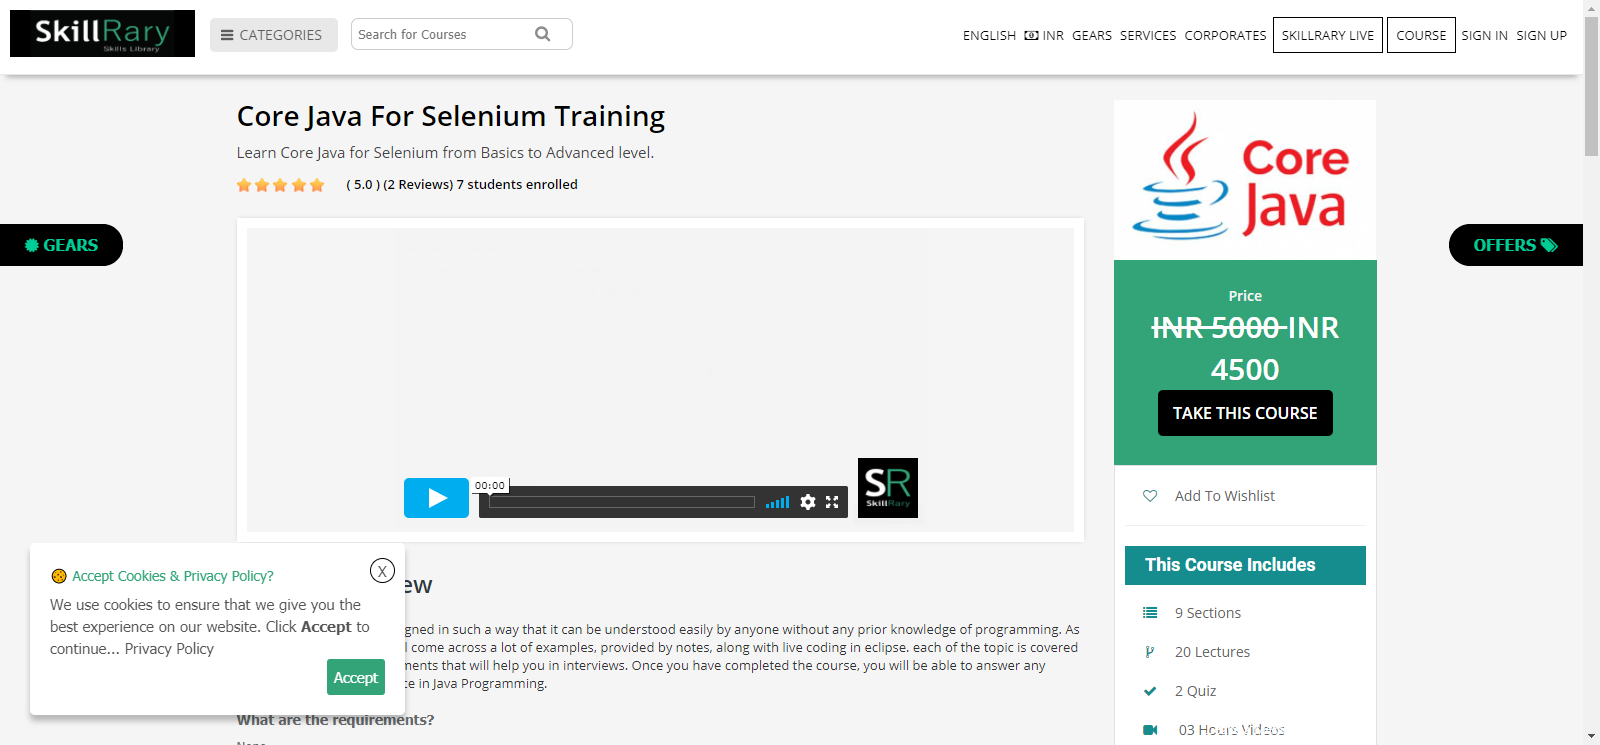 SkillRary
Skills Library
CATEGORIES
Search for Courses
ENGLISH INR GEARS SERVICES CORPORATES SKILLRARY LIVE COURSE SIGN IN SIGN UP
Core Java For Selenium Training
Learn Core Java for Selenium from Basics to Advanced level.
( 5.0 ) (2 Reviews) 7 students enrolled
GEARS
OFFERS
Core
Java
Price
INR 5000 INR
4500
TAKE THIS COURSE
00:00
SR
SkillRary
Add To Wishlist
This Course Includes
9 Sections
20 Lectures
2 Quiz
03 Hours Videos
Accept Cookies & Privacy Policy?
X
We use cookies to ensure that we give you the
best experience on our website. Click Accept to
continue... Privacy Policy
Accept
ew
gned in such a way that it can be understood easily by anyone without any prior knowledge of programming. As
l come across a lot of examples, provided by notes, along with live coding in eclipse. each of the topic is covered
ments that will help you in interviews. Once you have completed the course, you will be able to answer any
ce in Java Programming.
What are the requirements?